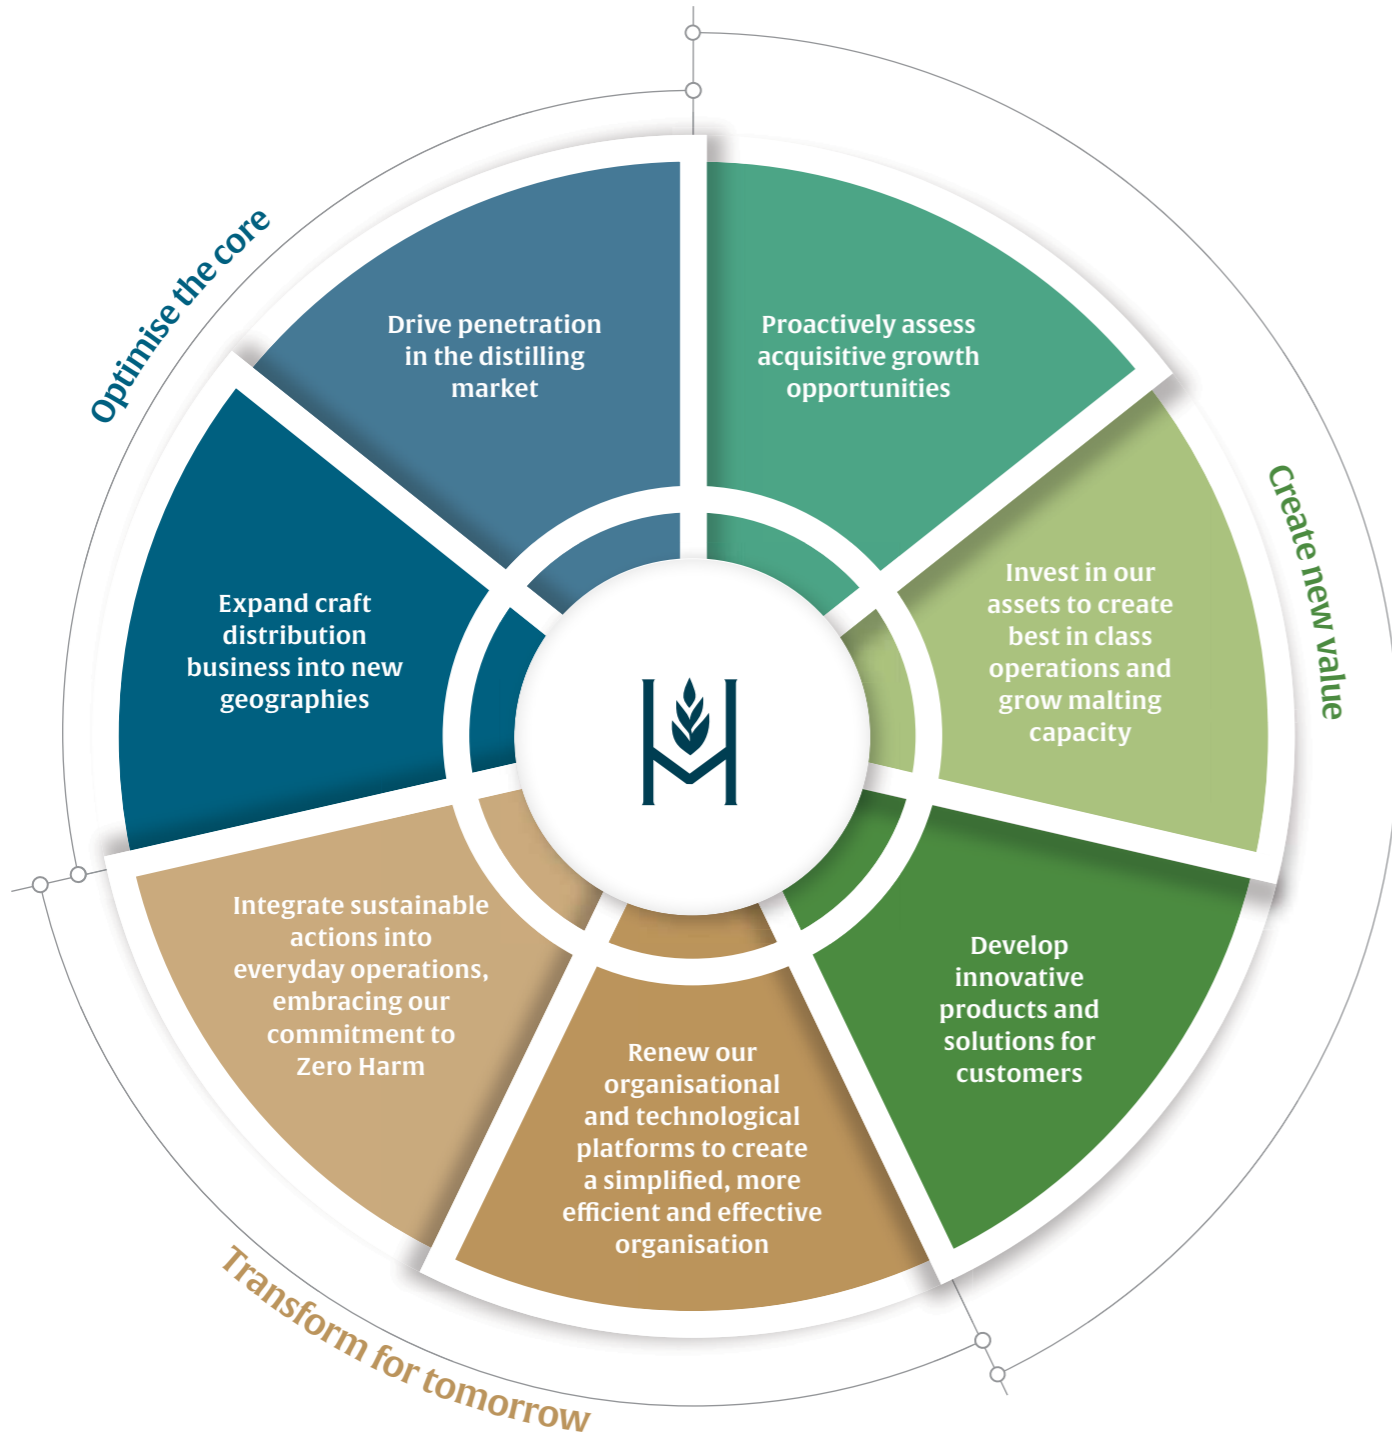 Optimise the core
Drive penetration
in the distilling
market
Expand craft
distribution
business into new
geographies
Create new value
Proactively assess
acquisitive growth
opportunities
Invest in our
assets to create
best in class
operations and
grow malting
capacity
Develop
innovative
products and
solutions for
customers
Transform for tomorrow
Renew our
organisational
and technological
platforms to create
a simplified, more
efficient and effective
organisation
Integrate sustainable
actions into
everyday operations,
embracing our
commitment to
Zero Harm